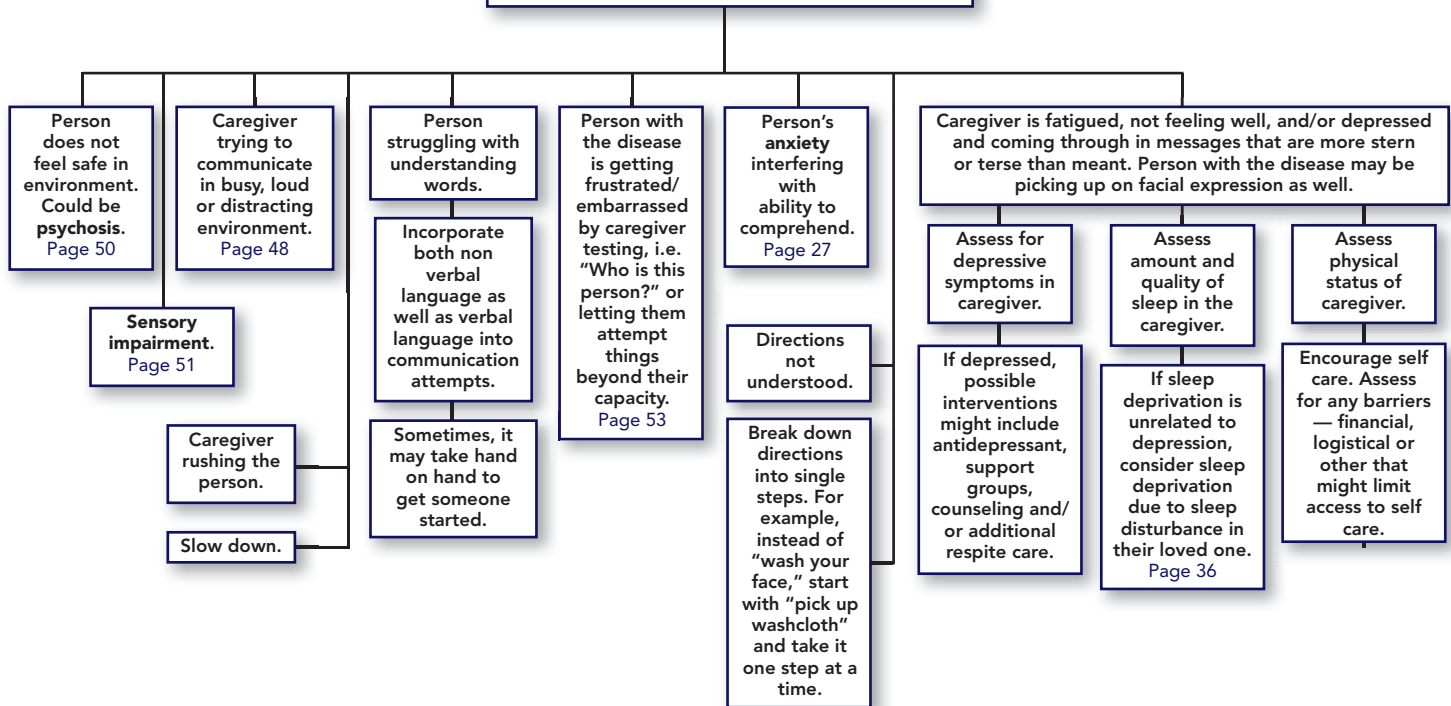 Person
does not
feel safe in
environment.
Could be
psychosis.
Page 50
Sensory
impairment.
Page 51
Caregiver
trying to
communicate
in busy, loud
or distracting
environment.
Page 48
Caregiver
rushing the
person.
Slow down.
Person
struggling with
understanding
words.
Incorporate
both non
verbal
language as
well as verbal
language into
communication
attempts.
Sometimes, it
may take hand
on hand to
get someone
started.
Person with
the disease
is getting
frustrated/
embarrassed
by caregiver
testing, i.e.
“Who is this
person?” or
letting them
attempt
things
beyond their
capacity.
Page 53
Person’s
anxiety
interfering
with
ability to
comprehend.
Page 27
Directions
not
understood.
Break down
directions
into single
steps. For
example,
instead of
“wash your
face,” start
with “pick up
washcloth”
and take it
one step at a
time.
Caregiver is fatigued, not feeling well, and/or depressed
and coming through in messages that are more stern
or terse than meant. Person with the disease may be
picking up on facial expression as well.
Assess for
depressive
symptoms in
caregiver.
If depressed,
possible
interventions
might include
antidepressant,
support
groups,
counseling and/
or additional
respite care.
Assess
amount and
quality of
sleep in the
caregiver.
If sleep
deprivation is
unrelated to
depression,
consider sleep
deprivation
due to sleep
disturbance in
their loved one.
Page 36
Assess
physical
status of
caregiver.
Encourage self
care. Assess
for any barriers
— financial,
logistical or
other that
might limit
access to self
care.